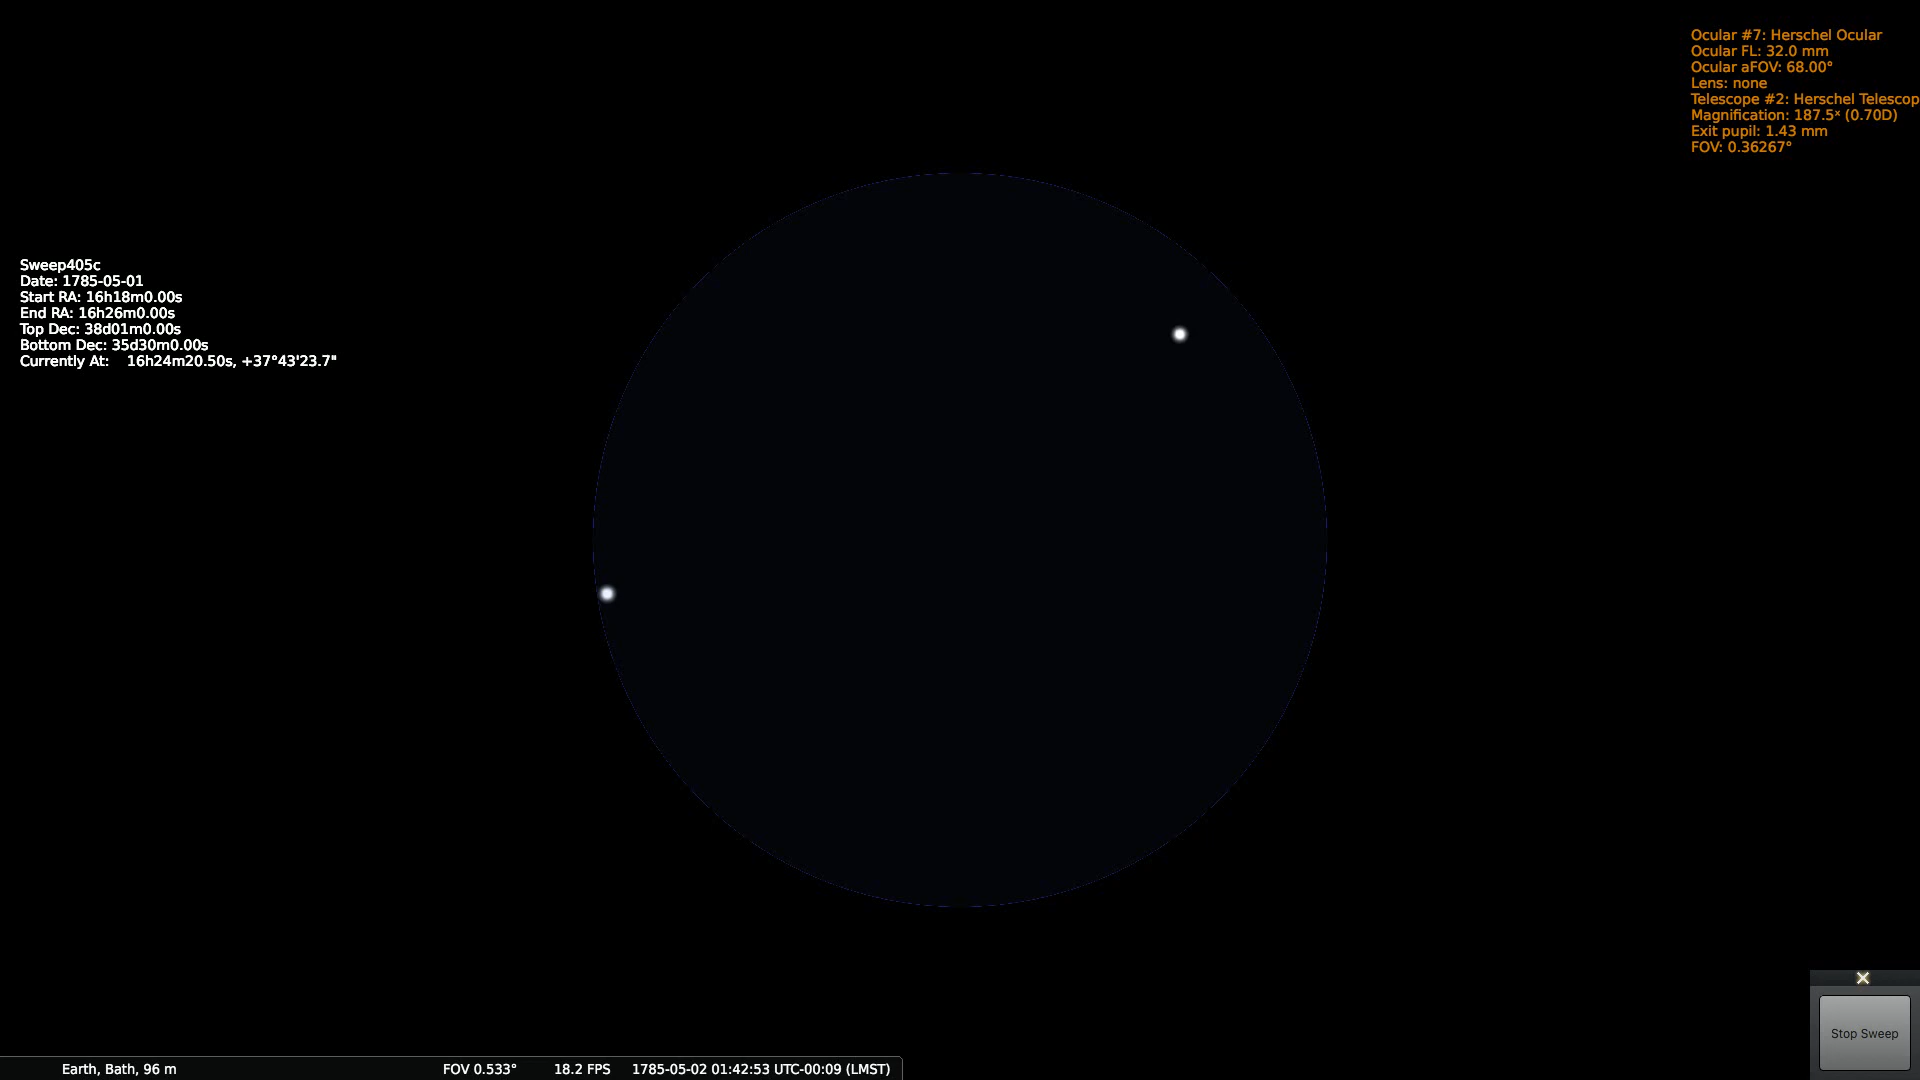 Ocular #7: Herschel Ocular
Ocular FL: 32.0 mm
Ocular aFOV: 68.00°
Lens: none
Telescope #2: Herschel Telescop
Magnification: 187.5ˣ (0.70D)
Exit pupil: 1.43 mm
FOV: 0.36267°
Sweep405c
Date: 1785-05-01
Start RA: 16h18m0.00s
End RA: 16h26m0.00s
Top Dec: 38d01m0.00s
Bottom Dec: 35d30m0.00s
Currently At: 16h24m20.50s, +37°43'23.7"
Stop Sweep
Earth, Bath, 96 m FOV 0.533° 18.2 FPS 1785-05-02 01:42:53 UTC-00:09 (LMST)